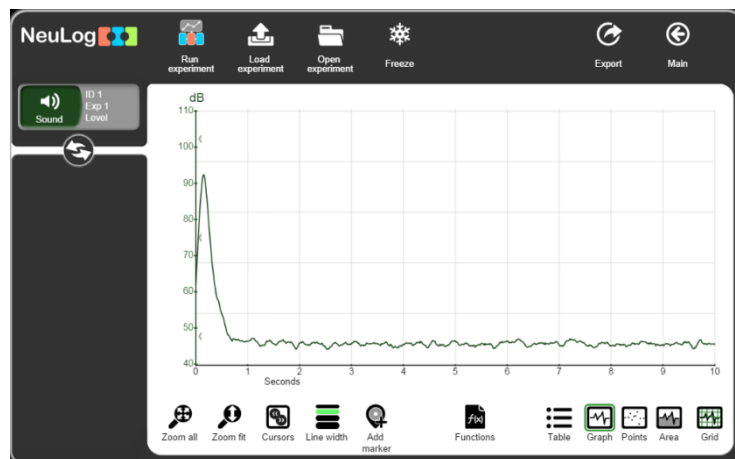 NeuLog
Run
experiment
Load
experiment
Open
experiment
Freeze
Export
Main
Sound
ID 1
Exp 1
Level
dB
110
100
90
80
70
60
50
40
0 1 2 3 4 5 6 7 8 9 10
Seconds
Zoom all
Zoom fit
Cursors
Line width
Add
marker
f(x)
Functions
Table
Graph
Points
Area
Grid